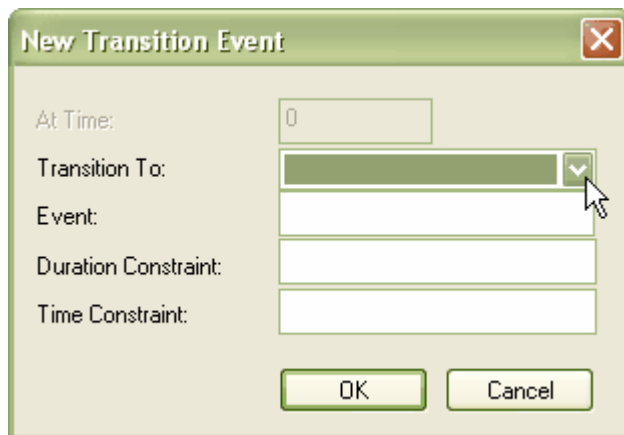 New Transition Event
At Time: 0
Transition To:
Event:
Duration Constraint:
Time Constraint:
OK Cancel